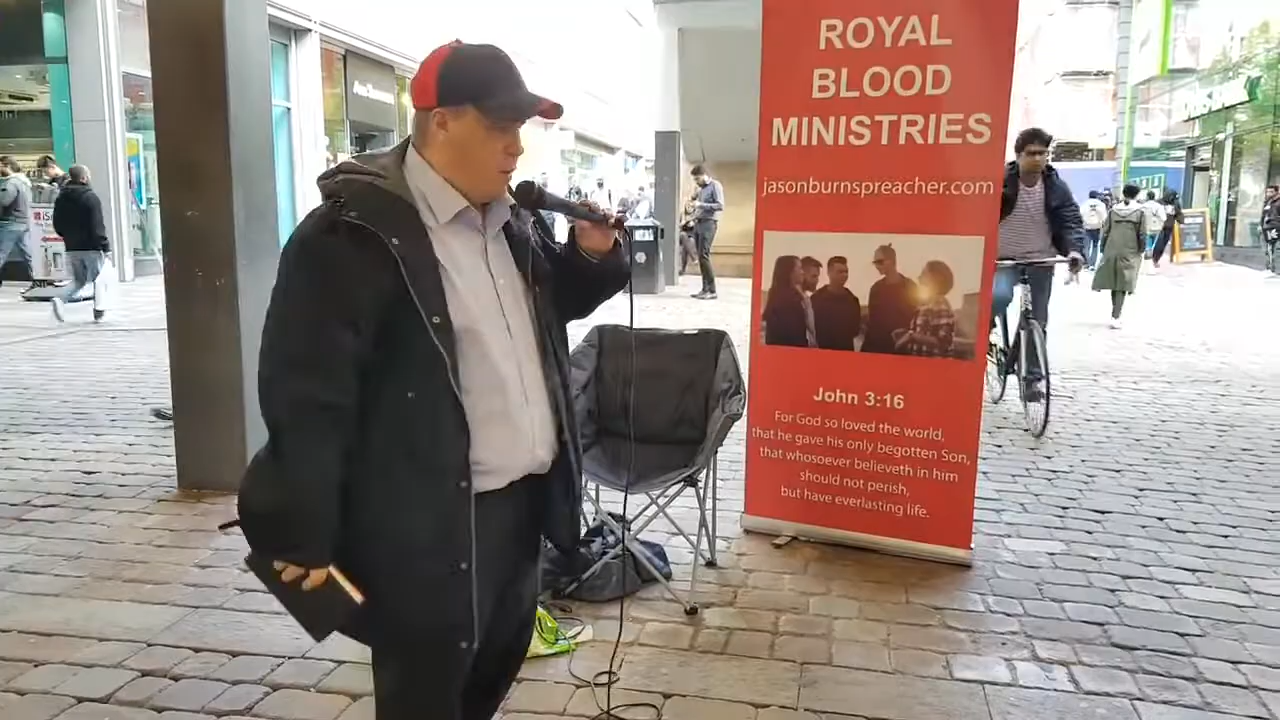 ROYAL
BLOOD
MINISTRIES
jasonburnspreacher.com
John 3:16
For God so loved the world,
that he gave his only begotten Son,
that whosoever believeth in him
should not perish,
but have everlasting life.